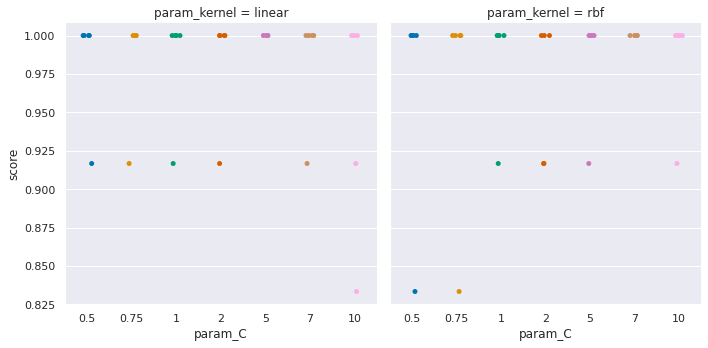 param_kernel = linear
param_kernel = rbf
1.000
0.975
0.950
0.925
0.900
0.875
0.850
0.825
score
0.5 0.75 1 2 5 7 10
0.5 0.75 1 2 5 7 10
param_C
param_C